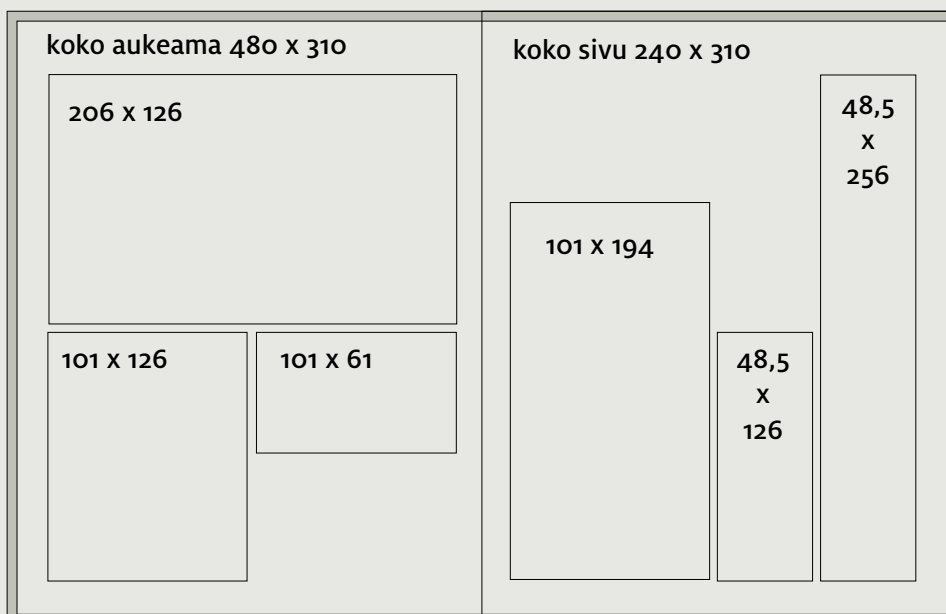 koko aukeama 480 x 310
206 x 126
101 x 126
101 x 61
koko sivu 240 x 310
101 x 194
48,5
x
126
48,5
x
256